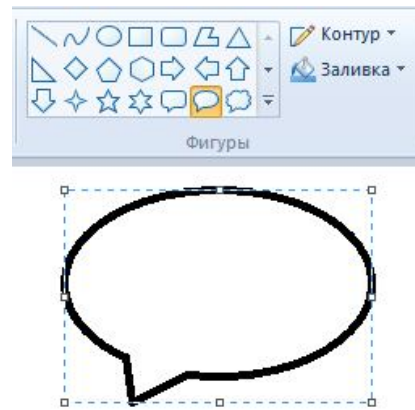 Контур
Заливка
Фигуры